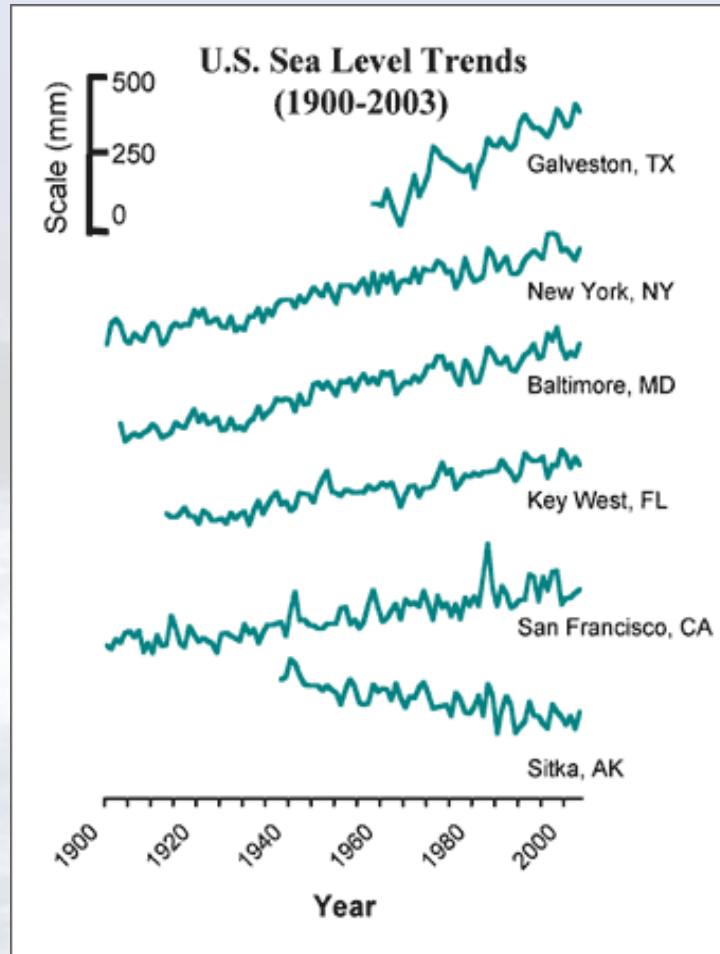 U.S. Sea Level Trends
(1900-2003)
Scale (mm)
500
250
0
Galveston, TX
New York, NY
Baltimore, MD
Key West, FL
San Francisco, CA
Sitka, AK
1900 1920 1940 1960 1980 2000
Year